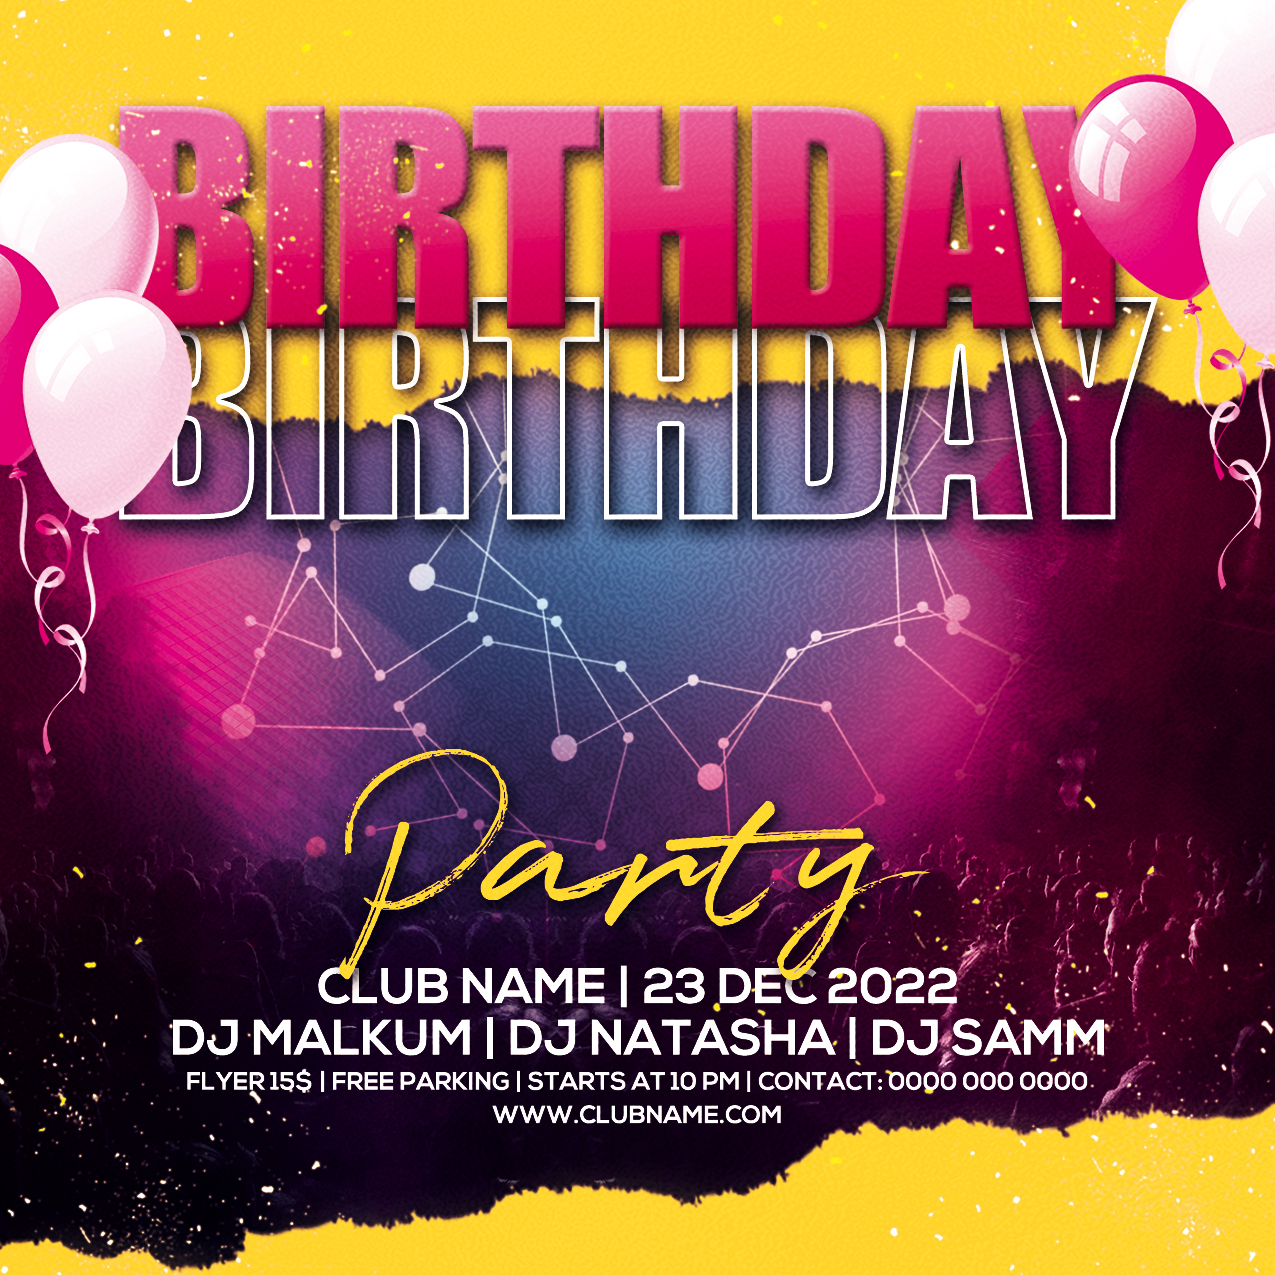 BIRTHDAY
BIRTHDAY
Party
CLUB NAME | 23 DEC 2022
DJ MALKUM | DJ NATASHA | DJ SAMM
FLYER 15$ | FREE PARKING | STARTS AT 10 PM | CONTACT: 0000 000 0000
WWW.CLUBNAME.COM